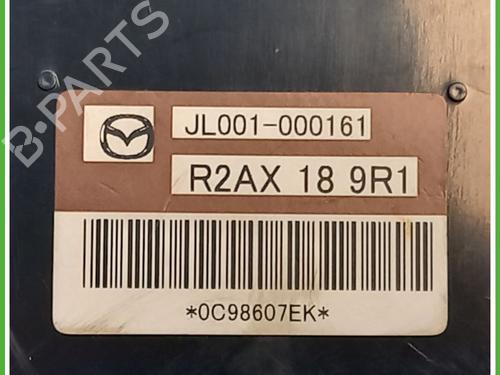 B-PARTS
JL001-000161
R2AX 18 9R1
*0C98607EK*